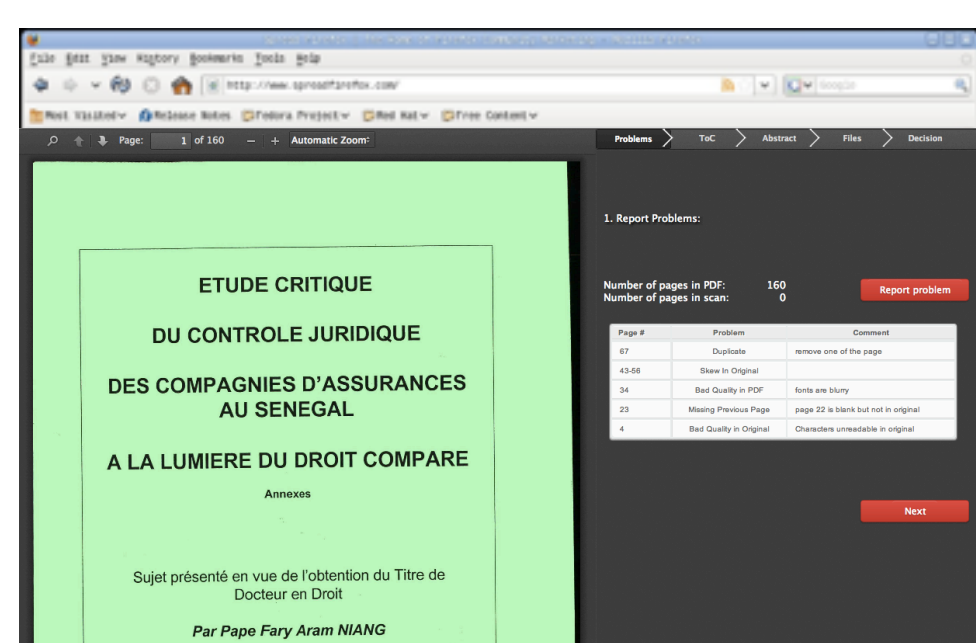 File Edit View History Bookmarks Tools Help
http://www.spreadfirefox.com/
Google
Most Visited Release Notes Fedora Project Red Hat Free Content
Page: 1 of 160 — + Automatic Zoom
Problems ToC Abstract Files Decision
ETUDE CRITIQUE
DU CONTROLE JURIDIQUE
DES COMPAGNIES D'ASSURANCES
AU SENEGAL
A LA LUMIERE DU DROIT COMPARE
Annexes
Sujet présenté en vue de l'obtention du Titre de
Docteur en Droit
Par Pape Fary Aram NIANG
1. Report Problems:
Number of pages in PDF: 160
Number of pages in scan: 0
Report problem
Page # Problem Comment
67 Duplicate remove one of the page
43-56 Skew In Original
34 Bad Quality in PDF fonts are blurry
23 Missing Previous Page page 22 is blank but not in original
4 Bad Quality in Original Characters unreadable in original
Next